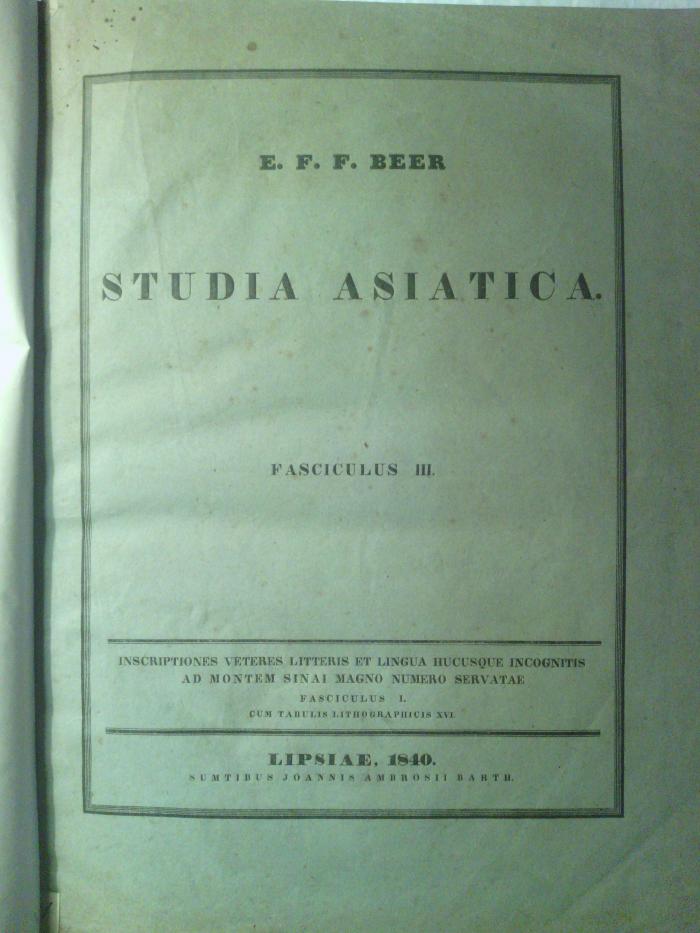 E. F. F. BEER
STUDIA ASIATICA.
FASCICULUS III.
INSCRIPTIONES VETERES LITTERIS ET LINGUA HUCUSQUE INCOGNITIS
AD MONTEM SINAI MAGNO NUMERO SERVATAE
FASCICULUS I.
CUM TABULIS LITHOGRAPHICIS XVI.
LIPSIAE, 1840.
SUMTIBUS JOANNIS AMBROSII BARTH.